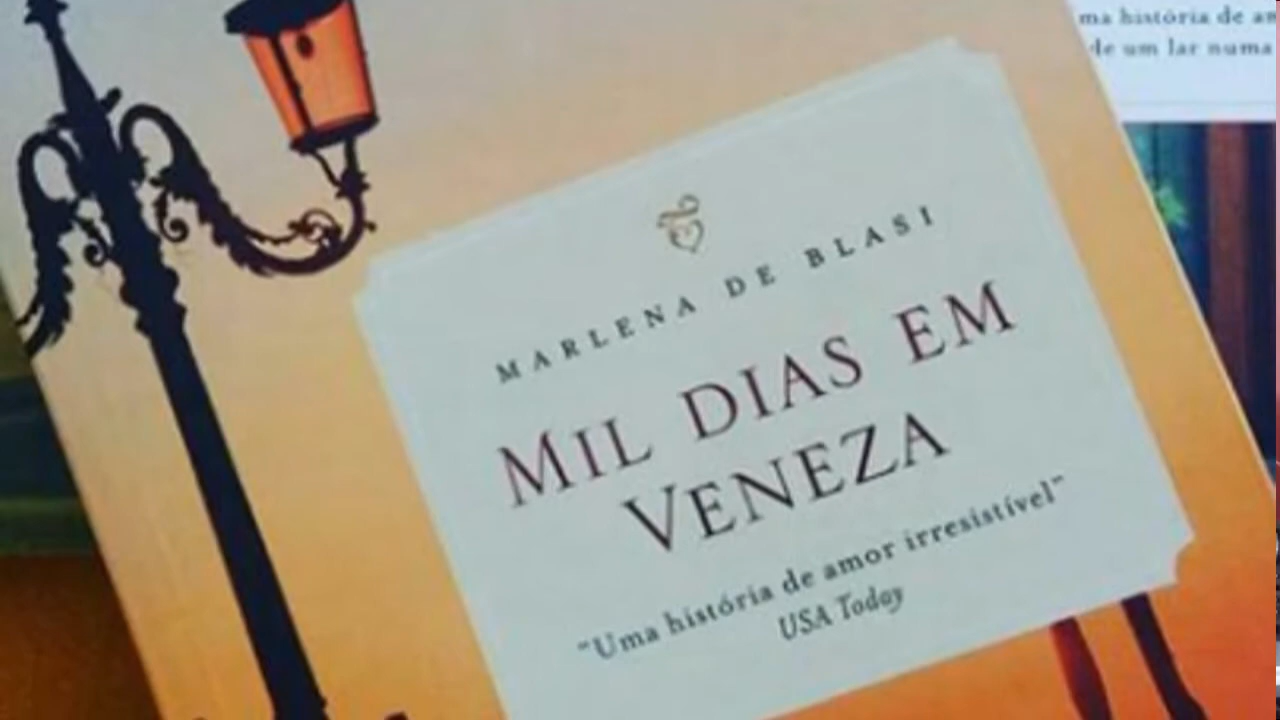 MARLENA DE BLASI
MIL DIAS EM
VENEZA
"Uma história de amor irresistível"
USA Today
ma história de am
de um lar numa